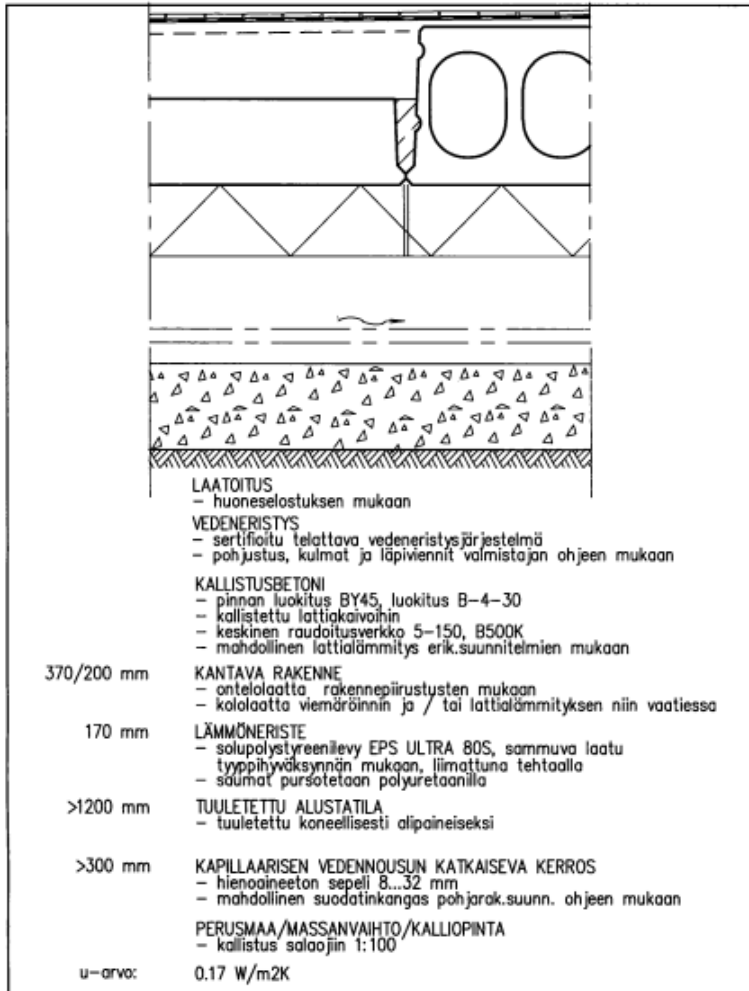 LAATOITUS
– huoneselostuksen mukaan
VEDENERISTYS
– sertifioitu telattava vedeneristysjärjestelmä
– pohjustus, kulmat ja läpiviennit valmistajan ohjeen mukaan
KALLISTUSBETONI
– pinnan luokitus BY45, luokitus B-4-30
– kallistettu lattiakaivoihin
– keskinen raudoitusverkko 5-150, B500K
– mahdollinen lattialämmitys erik.suunnitelmien mukaan
370/200 mm KANTAVA RAKENNE
– ontelolaatta rakennepiirustusten mukaan
– kololaatta viemäröinnin ja / tai lattialämmityksen niin vaatiessa
170 mm LÄMMÖNERISTE
– solupolystyreenilevy EPS ULTRA 80S, sammuva laatu
tyyppihyväksynnän mukaan, liimattuna tehtaalla
– saumat pursotetaan polyuretaanilla
>1200 mm TUULETETTU ALUSTATILA
– tuuletettu koneellisesti alipaineiseksi
>300 mm KAPILLAARISEN VEDENNOUSUN KATKAISEVA KERROS
– hienoaineeton sepeli 8...32 mm
– mahdollinen suodatinkangas pohjarak.suunn. ohjeen mukaan
PERUSMAA/MASSANVAIHTO/KALLIOPINTA
– kallistus salaojiin 1:100
u-arvo: 0.17 W/m2K